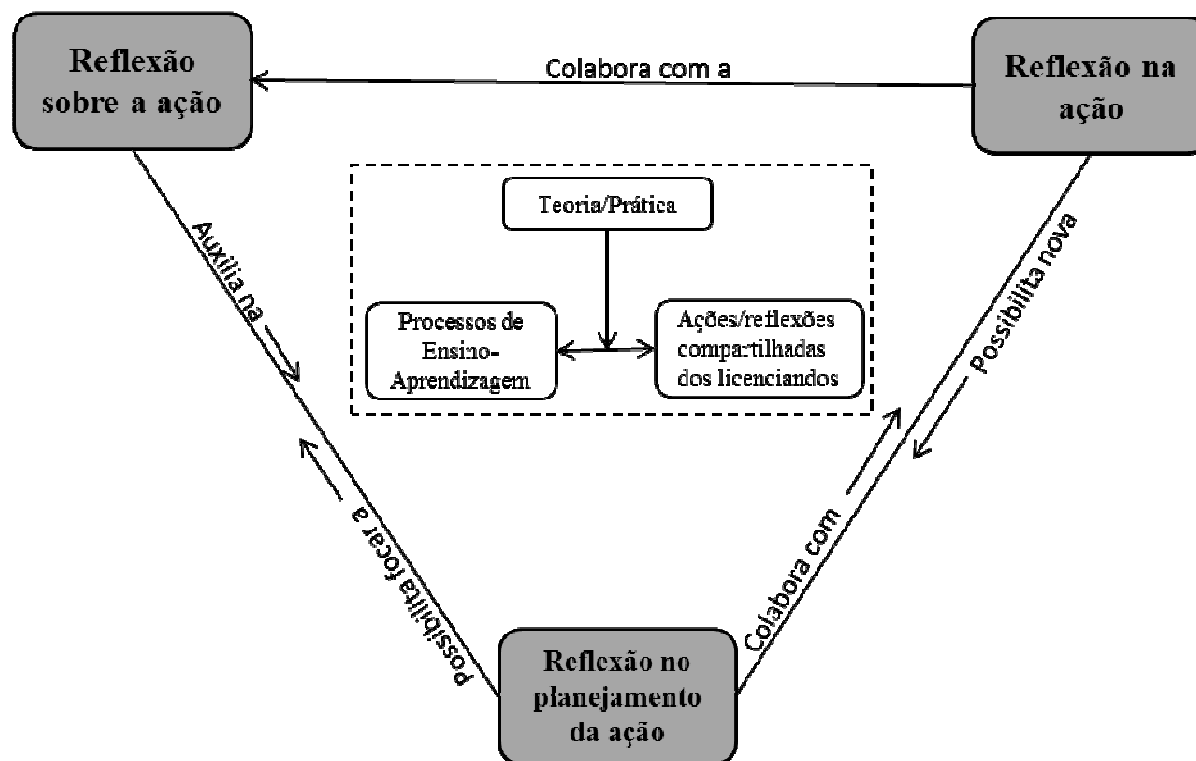 Reflexão
sobre a ação
Colabora com a
Reflexão na
ação
Teoria/Prática
Auxilia na
Possibilita nova
Processos de
Ensino-
Aprendizagem
Ações/reflexões
compartilhadas
dos licenciandos
Possibilita focar a
Colabora com
Reflexão no
planejamento
da ação